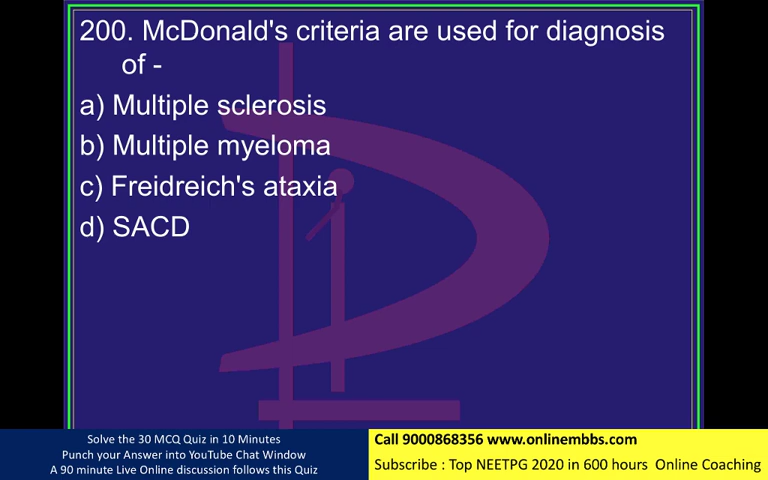 200. McDonald's criteria are used for diagnosis
of -
a) Multiple sclerosis
b) Multiple myeloma
c) Freidreich's ataxia
d) SACD
Solve the 30 MCQ Quiz in 10 Minutes
Punch your Answer into YouTube Chat Window
A 90 minute Live Online discussion follows this Quiz
Call 9000868356 www.onlinembbs.com
Subscribe : Top NEETPG 2020 in 600 hours Online Coaching